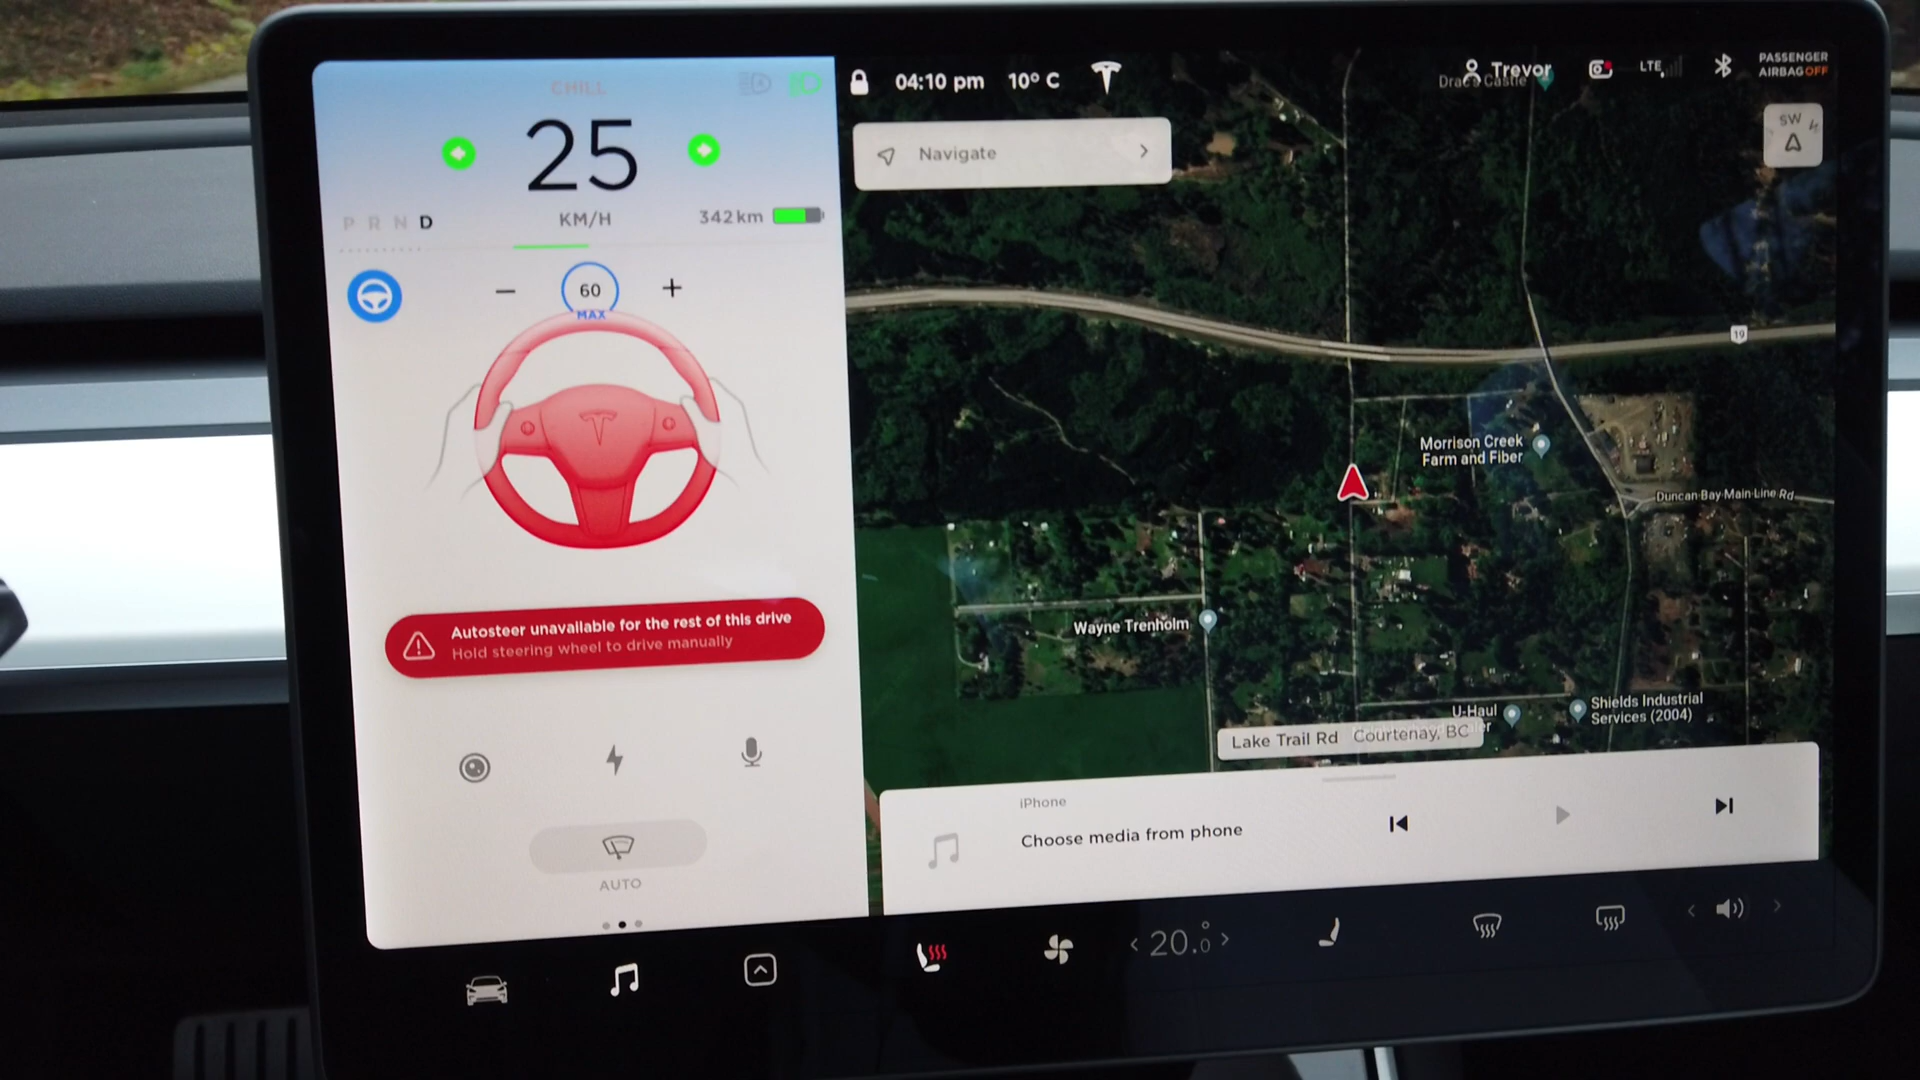 CHILL
25
KM/H
P R N D
342 km
60
MAX
Autosteer unavailable for the rest of this drive
Hold steering wheel to drive manually
AUTO
04:10 pm
10° C
Trevor
LTE
PASSENGER
AIRBAG OFF
Navigate
SW
Drac's Castle
19
Morrison Creek
Farm and Fiber
Duncan Bay Main Line Rd
Wayne Trenholm
U-Haul
Shields Industrial
Services (2004)
Lake Trail Rd Courtenay, BC
iPhone
Choose media from phone
20.0°